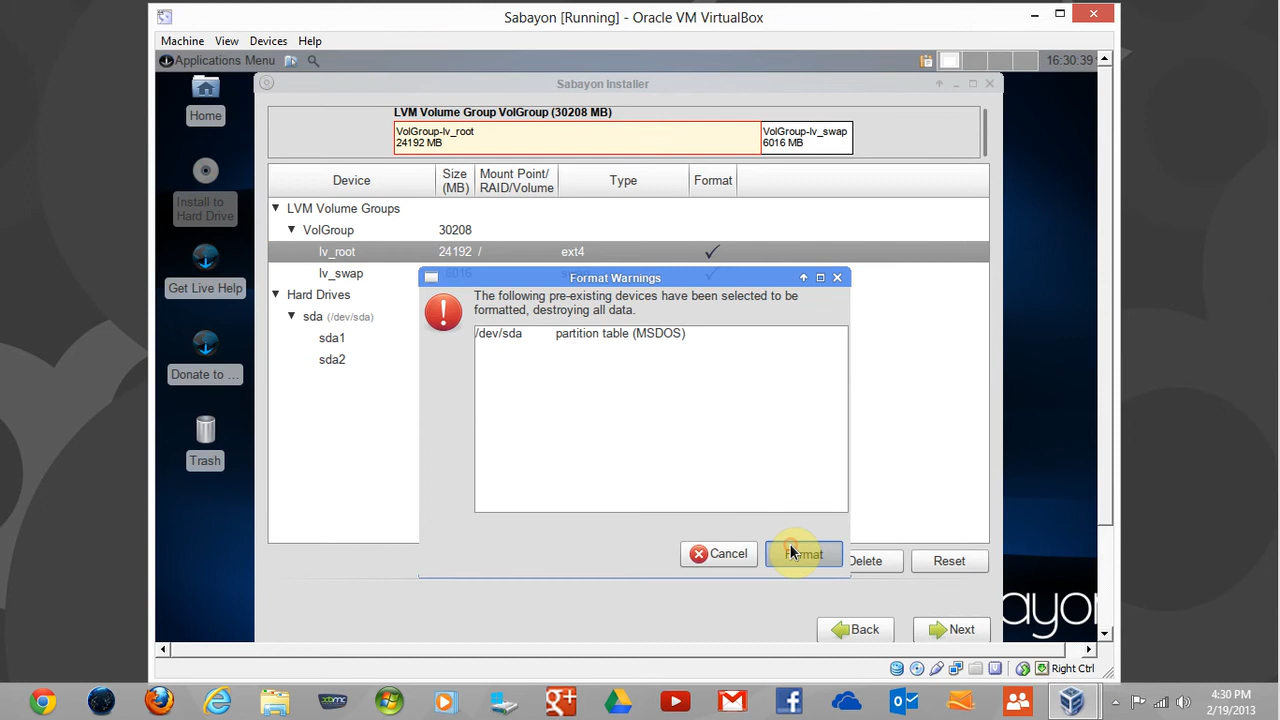 Sabayon [Running] - Oracle VM VirtualBox
Machine View Devices Help
Applications Menu
16:30:39
Sabayon Installer
Home
Install to
Hard Drive
Get Live Help
Donate to ...
Trash
LVM Volume Group VolGroup (30208 MB)
VolGroup-lv_root
24192 MB
VolGroup-lv_swap
6016 MB
Device
Size
(MB)
Mount Point/
RAID/Volume
Type
Format
LVM Volume Groups
VolGroup 30208
lv_root 24192 / ext4
lv_swap 6016
Hard Drives
sda (/dev/sda)
sda1
sda2
Format Warnings
The following pre-existing devices have been selected to be
formatted, destroying all data.
/dev/sda partition table (MSDOS)
Cancel
Format
Delete
Reset
ayon
Back
Next
Right Ctrl
4:30 PM
2/19/2013